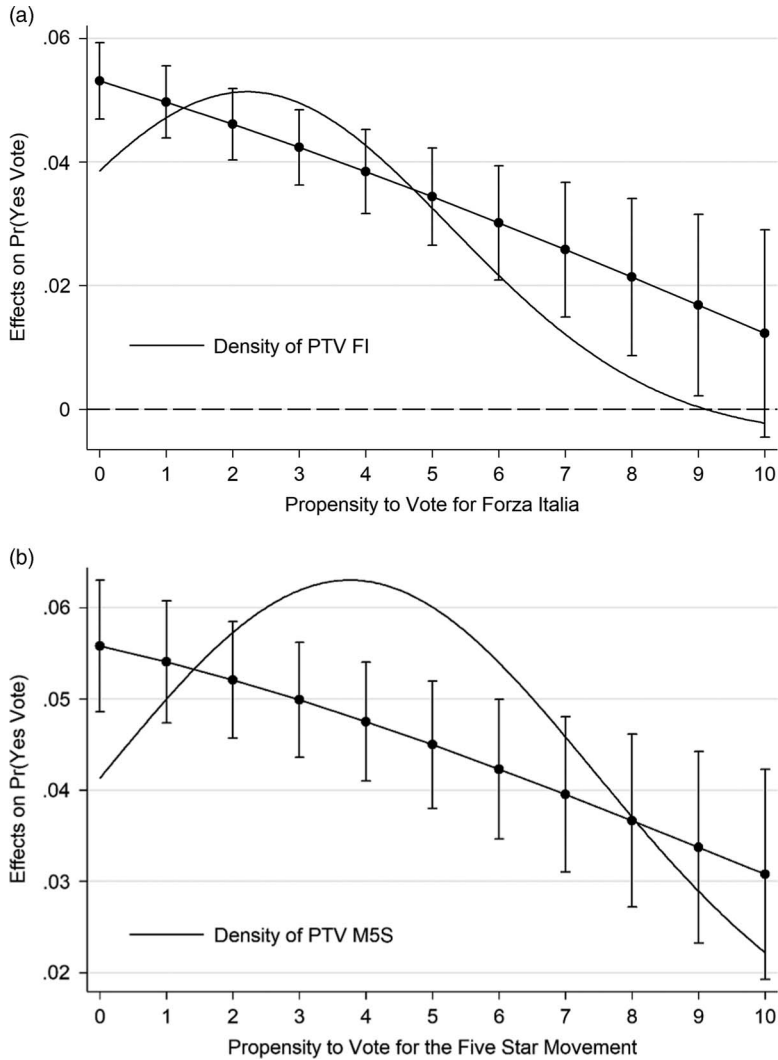 (a)
.06
.04
.02
0
Effects on Pr(Yes Vote)
Density of PTV FI
0 1 2 3 4 5 6 7 8 9 10
Propensity to Vote for Forza Italia
(b)
.06
.05
.04
.03
.02
Effects on Pr(Yes Vote)
Density of PTV M5S
0 1 2 3 4 5 6 7 8 9 10
Propensity to Vote for the Five Star Movement